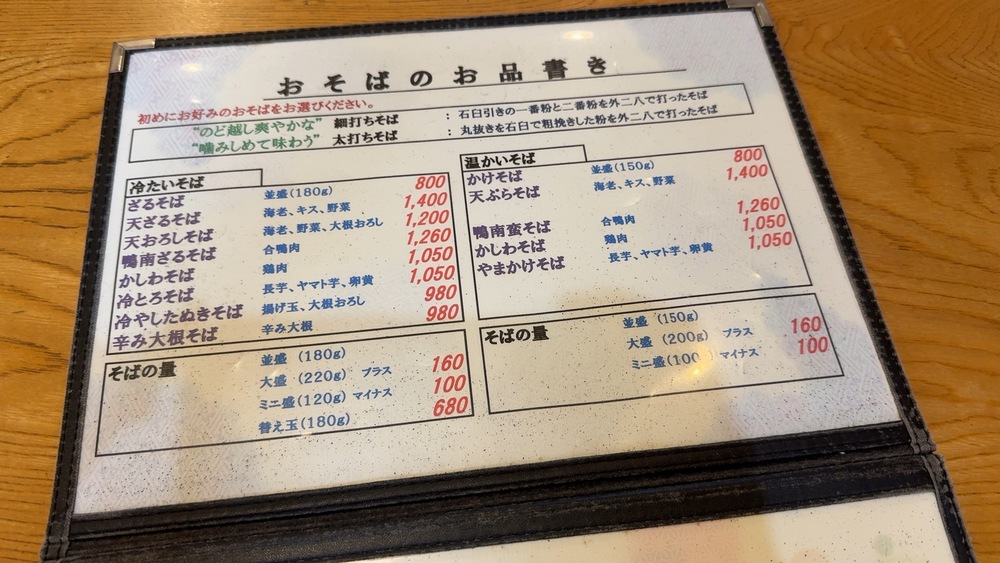 おそばのお品書き
初めにお好みのおそばをお選びください。
"のど越し爽やかな" 細打ちそば ：石臼引きの一番粉と二番粉を外二八で打ったそば
"噛みしめて味わう" 太打ちそば ：丸抜きを石臼で粗挽きした粉を外二八で打ったそば
冷たいそば
ざるそば 並盛(180g) 800
天ざるそば 海老、キス、野菜 1,400
天おろしそば 海老、野菜、大根おろし 1,200
鴨南ざるそば 合鴨肉 1,260
かしわそば 鶏肉 1,050
冷とろそば 長芋、ヤマト芋、卵黄 1,050
冷やしたぬきそば 揚げ玉、大根おろし 980
辛み大根そば 辛み大根 980
そばの量
並盛 (180g)
大盛 (220g) プラス 160
ミニ盛(120g) マイナス 100
替え玉(180g) 680
温かいそば
かけそば 並盛(150g) 800
天ぷらそば 海老、キス、野菜 1,400
鴨南蛮そば 合鴨肉 1,260
かしわそば 鶏肉 1,050
やまかけそば 長芋、ヤマト芋、卵黄 1,050
そばの量
並盛 (150g)
大盛 (200g) プラス 160
ミニ盛(100 マイナス 100